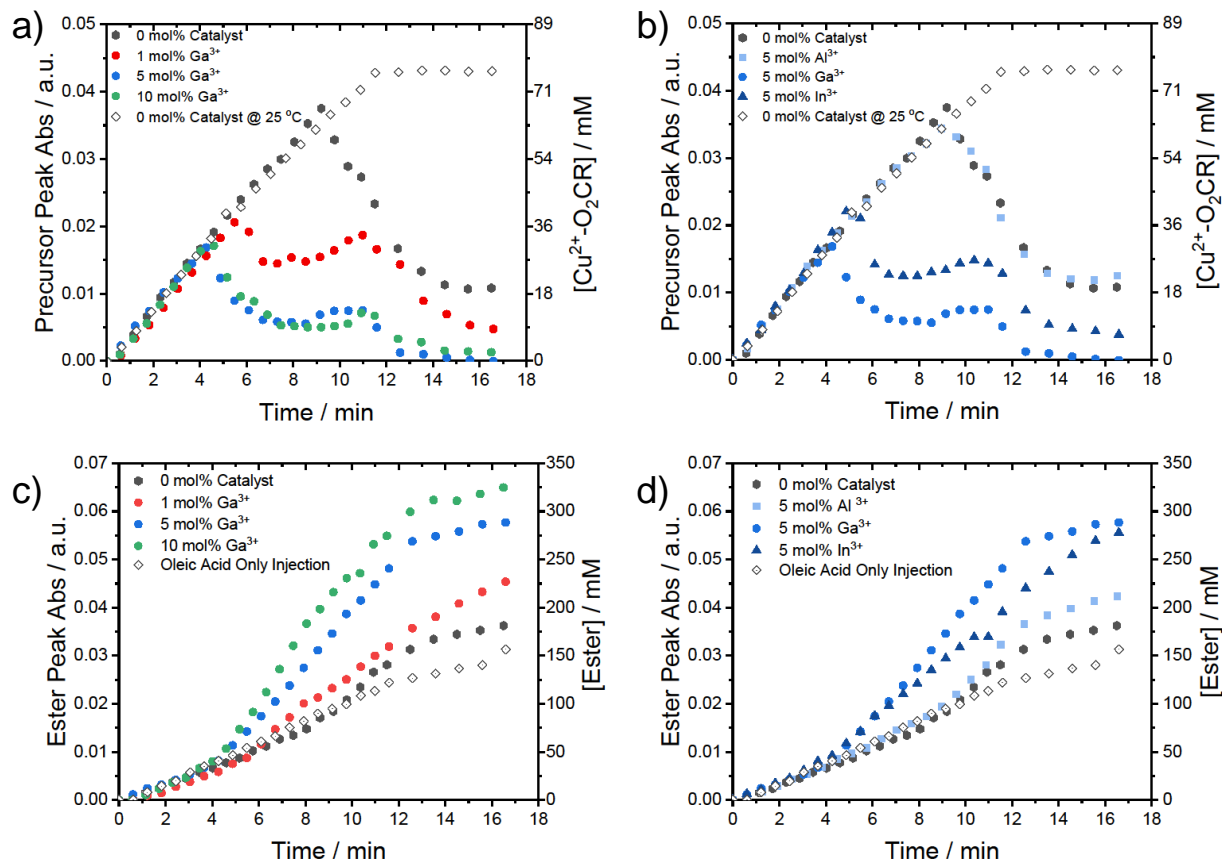 a)
0.05
0.04
0.03
0.02
0.01
0.00
Precursor Peak Abs / a.u.
0 mol% Catalyst
1 mol% Ga³⁺
5 mol% Ga³⁺
10 mol% Ga³⁺
0 mol% Catalyst @ 25 °C
89
71
54
36
18
0
[Cu²⁺-O₂CR] / mM
0 2 4 6 8 10 12 14 16 18
Time / min
b)
0.05
0.04
0.03
0.02
0.01
0.00
Precursor Peak Abs / a.u.
0 mol% Catalyst
5 mol% Al³⁺
5 mol% Ga³⁺
5 mol% In³⁺
0 mol% Catalyst @ 25 °C
89
71
54
36
18
0
[Cu²⁺-O₂CR] / mM
0 2 4 6 8 10 12 14 16 18
Time / min
c)
0.07
0.06
0.05
0.04
0.03
0.02
0.01
0.00
Ester Peak Abs / a.u.
0 mol% Catalyst
1 mol% Ga³⁺
5 mol% Ga³⁺
10 mol% Ga³⁺
Oleic Acid Only Injection
350
300
250
200
150
100
50
0
[Ester] / mM
0 2 4 6 8 10 12 14 16 18
Time / min
d)
0.07
0.06
0.05
0.04
0.03
0.02
0.01
0.00
Ester Peak Abs / a.u.
0 mol% Catalyst
5 mol% Al ³⁺
5 mol% Ga³⁺
5 mol% In³⁺
Oleic Acid Only Injection
350
300
250
200
150
100
50
0
[Ester] / mM
0 2 4 6 8 10 12 14 16 18
Time / min